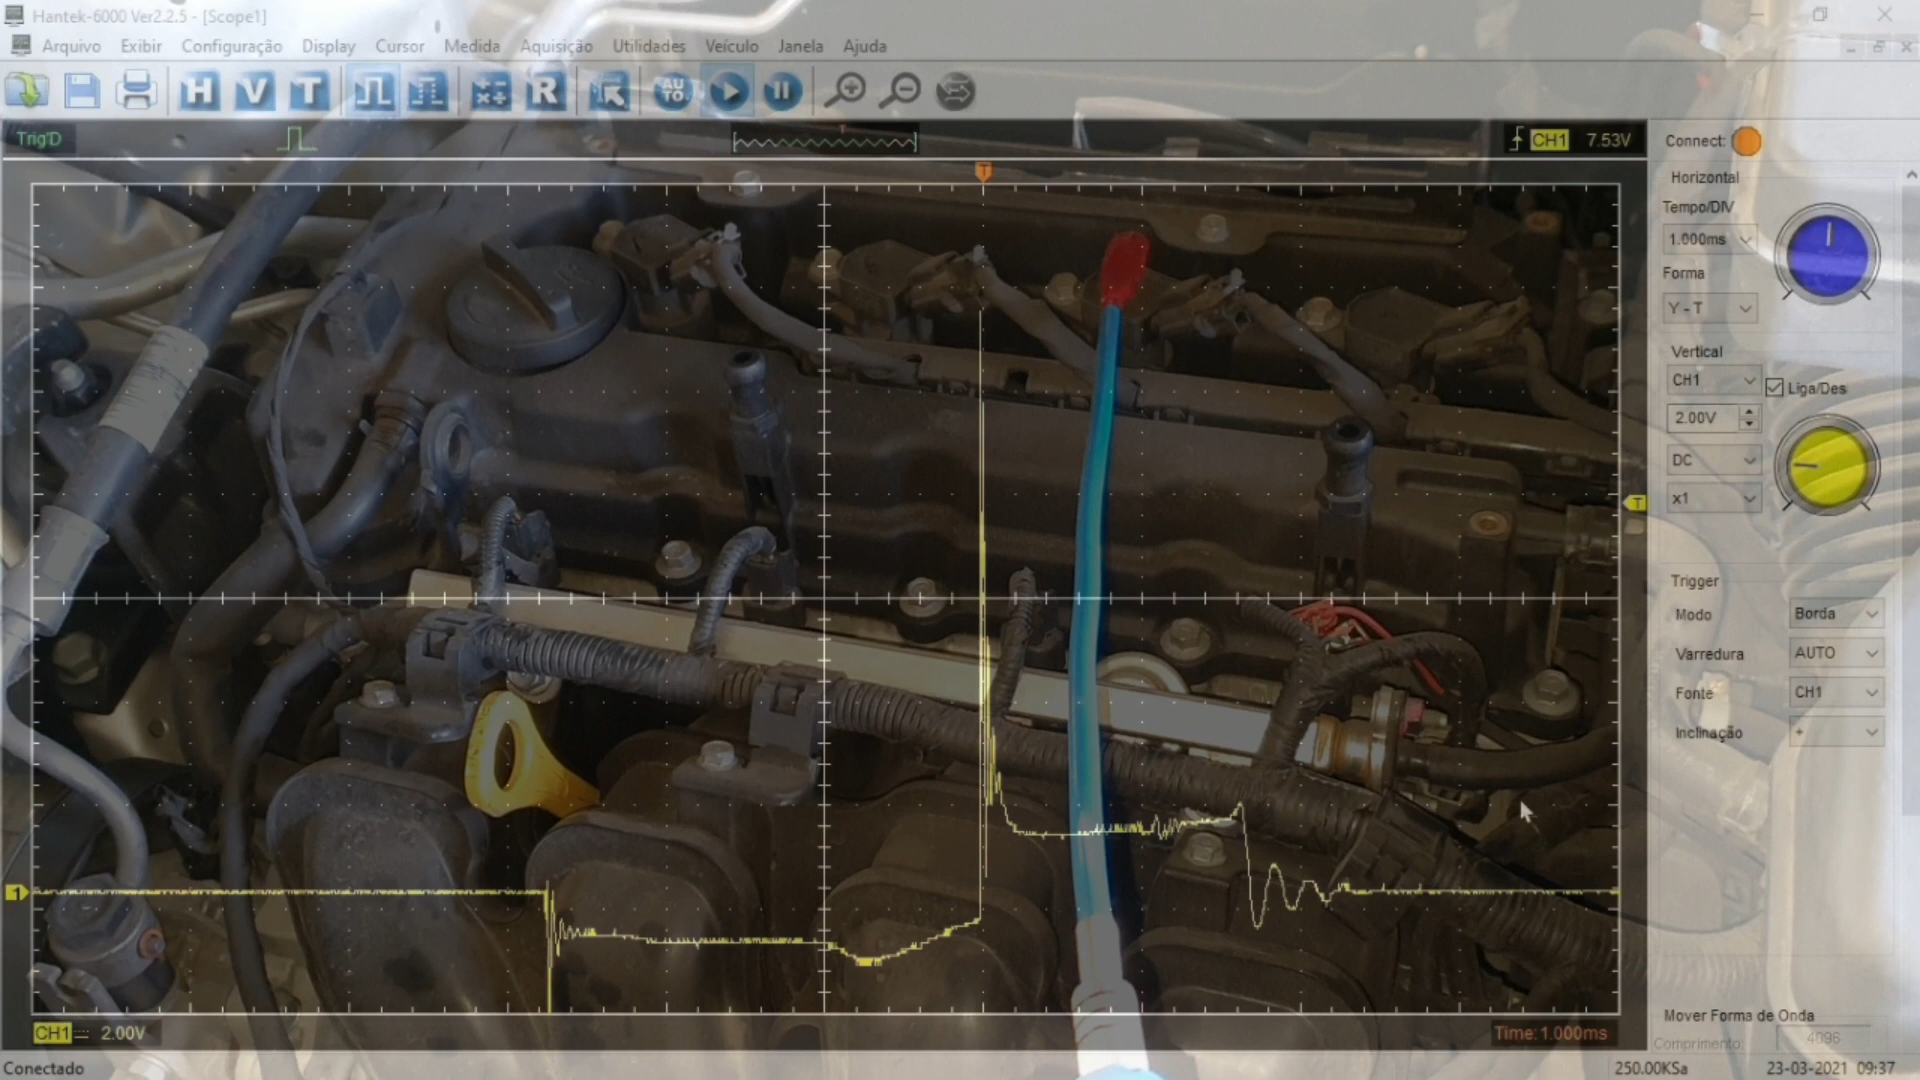 Hantek-6000 Ver2.2.5 - [Scope1]
Arquivo Exibir Configuração Display Cursor Medida Aquisição Utilidades Veículo Janela Ajuda
H V T AUTO R
Trig'D
T
CH1 7.53V
Connect:
Horizontal
Tempo/DIV
1.000ms
Forma
Y - T
Vertical
CH1
Liga/Des
2.00V
DC
x1
T
Trigger
Modo Borda
Varredura AUTO
Fonte CH1
Inclinação +
1
Mover Forma de Onda
Comprimento: 4096
CH1 2.00V
Time: 1.000ms
Conectado
250.00KSa
23-03-2021 09:37